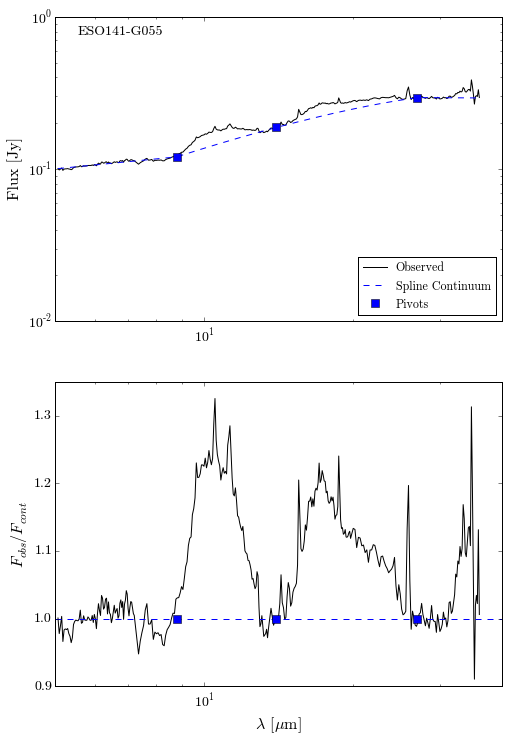 ESO141-G055
10^0
10^-1
10^-2
Flux [Jy]
Observed
Spline Continuum
Pivots
10^1
1.3
1.2
1.1
1.0
0.9
F_obs/F_cont
10^1
λ [μm]